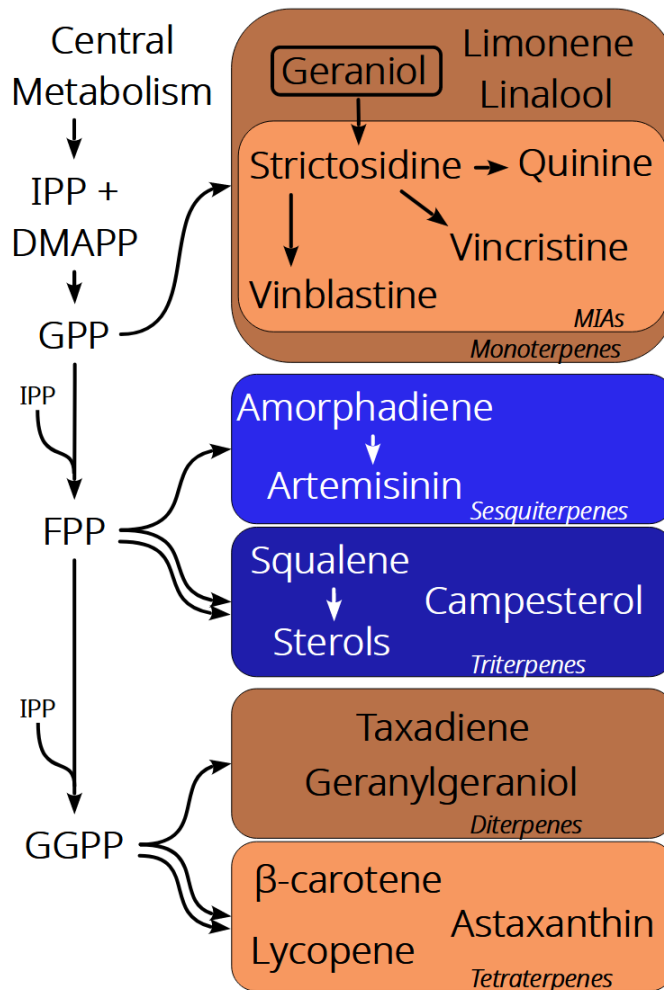 Central
Metabolism
IPP +
DMAPP
GPP
IPP
FPP
IPP
GGPP
Geraniol
Limonene
Linalool
Strictosidine
Quinine
Vincristine
Vinblastine
MIAs
Monoterpenes
Amorphadiene
Artemisinin
Sesquiterpenes
Squalene
Campesterol
Sterols
Triterpenes
Taxadiene
Geranylgeraniol
Diterpenes
β-carotene
Astaxanthin
Lycopene
Tetraterpenes